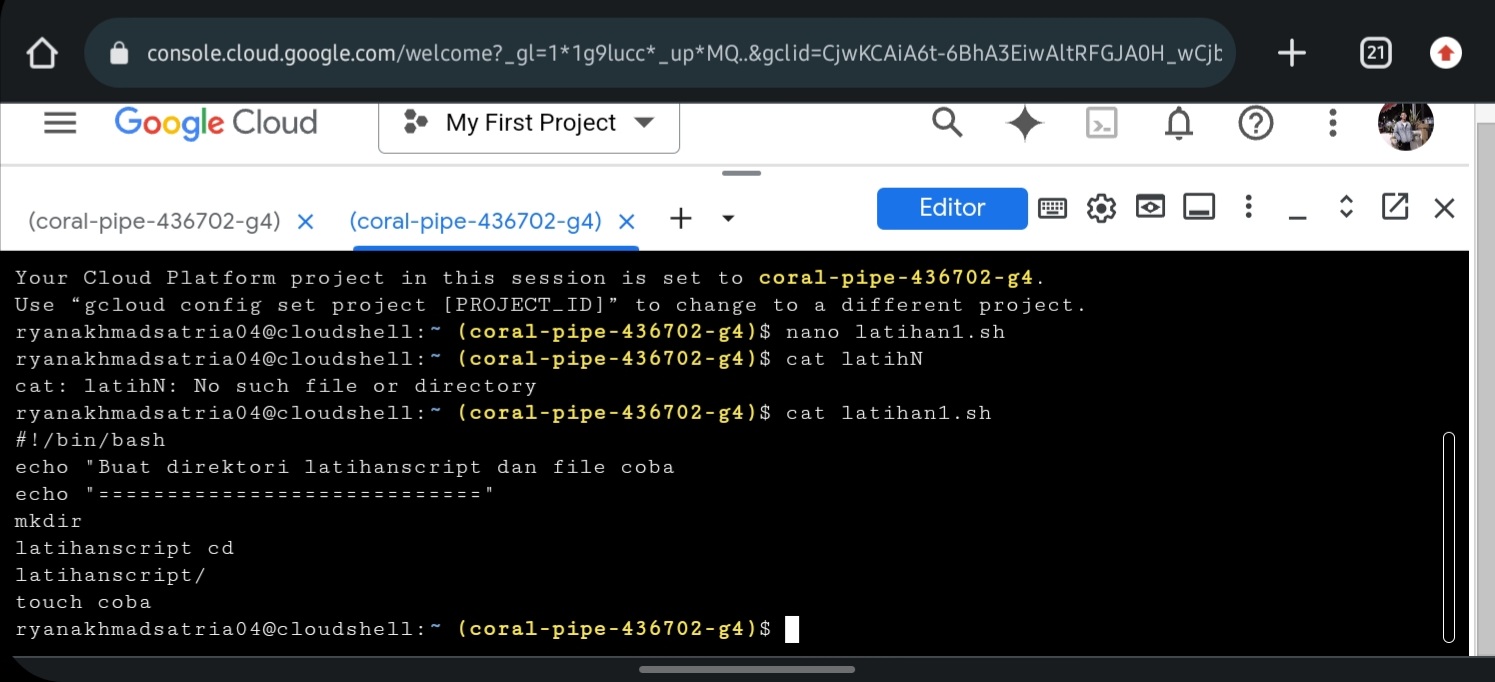 console.cloud.google.com/welcome?_gl=1*1g9lucc*_up*MQ..&gclid=CjwKCAiA6t-6BhA3EiwAltRFGJA0H_wCjb
21
Google Cloud
My First Project
(coral-pipe-436702-g4)
(coral-pipe-436702-g4)
Editor
Your Cloud Platform project in this session is set to coral-pipe-436702-g4.
Use “gcloud config set project [PROJECT_ID]” to change to a different project.
ryanakhmadsatria04@cloudshell:~ (coral-pipe-436702-g4)$ nano latihan1.sh
ryanakhmadsatria04@cloudshell:~ (coral-pipe-436702-g4)$ cat latihN
cat: latihN: No such file or directory
ryanakhmadsatria04@cloudshell:~ (coral-pipe-436702-g4)$ cat latihan1.sh
#!/bin/bash
echo "Buat direktori latihanscript dan file coba
echo "============================"
mkdir
latihanscript cd
latihanscript/
touch coba
ryanakhmadsatria04@cloudshell:~ (coral-pipe-436702-g4)$